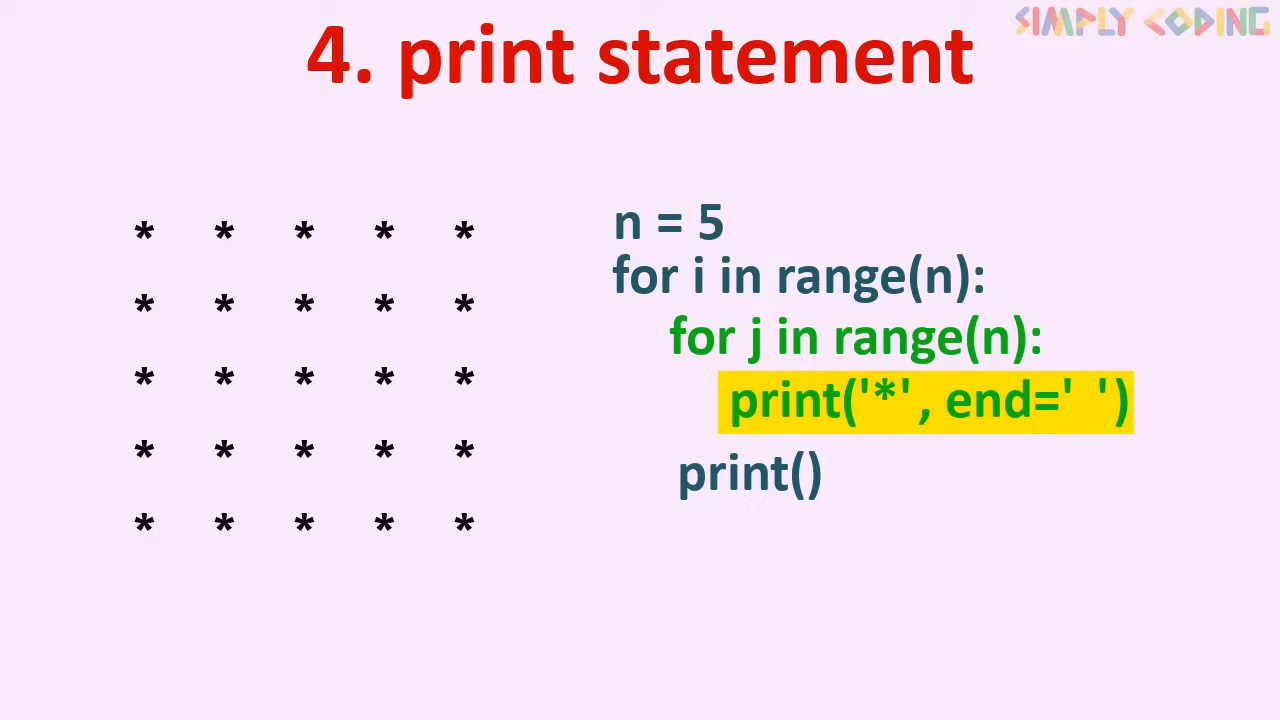 SIMPLY CODING
4. print statement
* * * * *
* * * * *
* * * * *
* * * * *
* * * * *
n = 5
for i in range(n):
for j in range(n):
print('*', end=' ')
print()